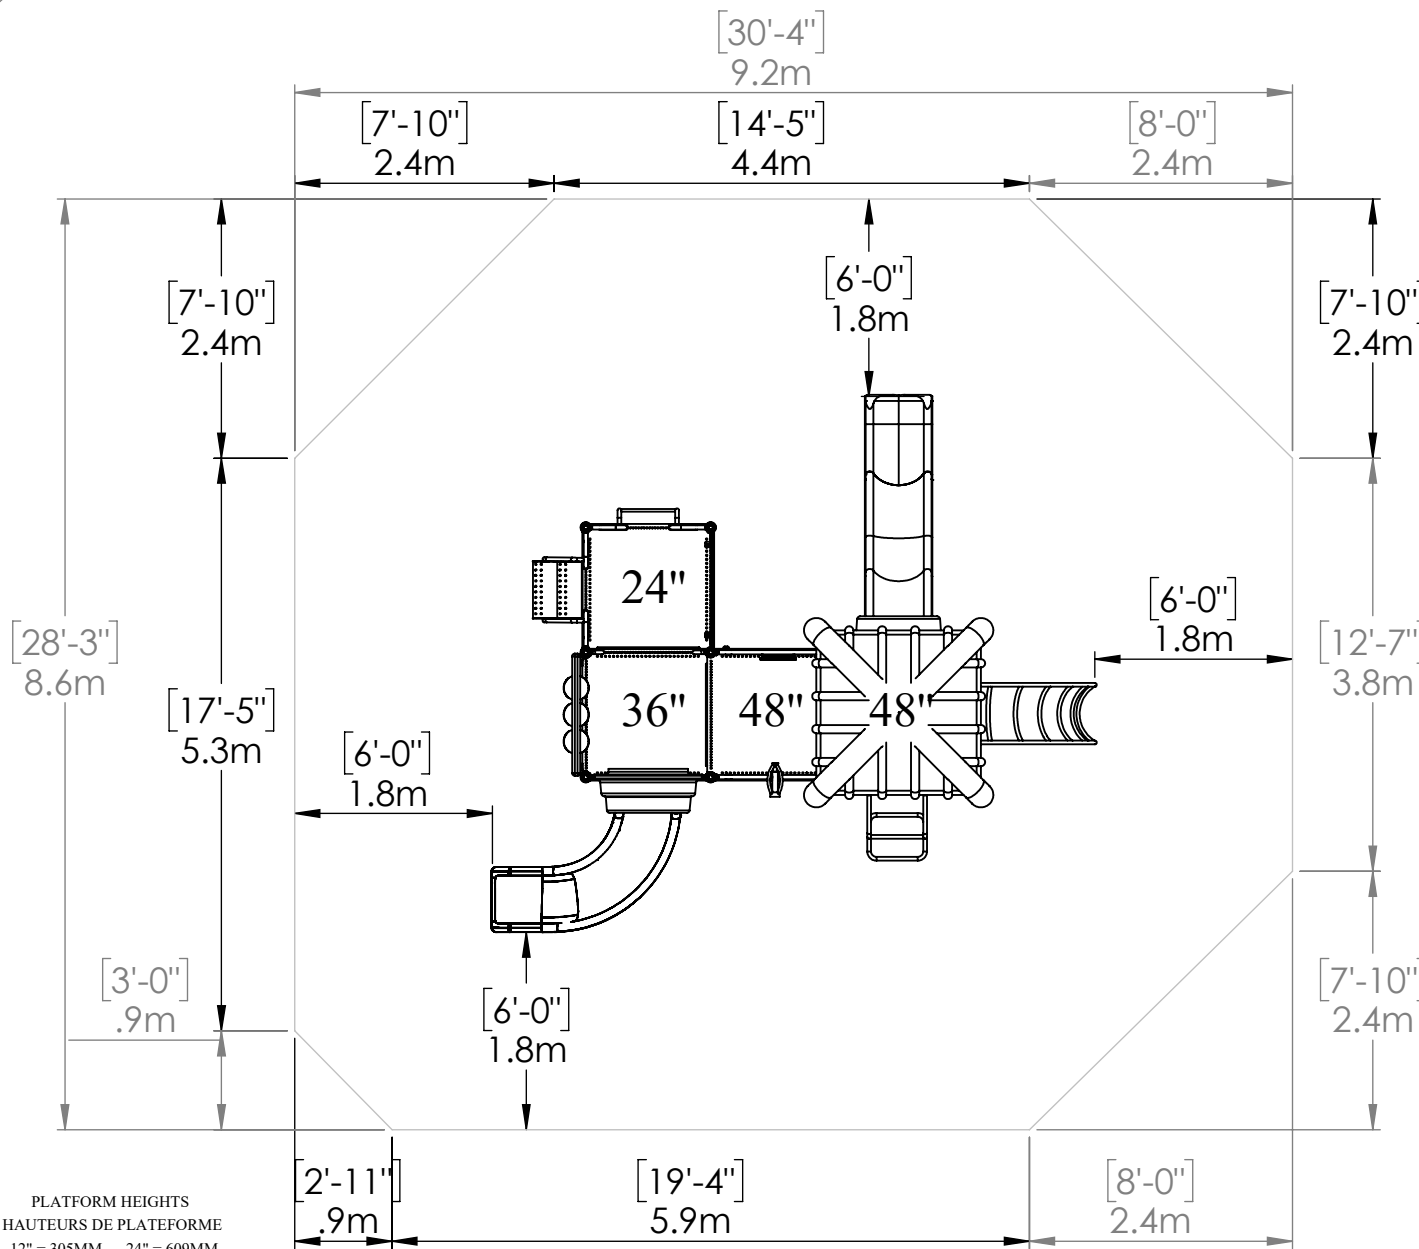 [30'-4"]
9.2m
[7'-10"]
2.4m
[14'-5"]
4.4m
[8'-0"]
2.4m
[7'-10"]
2.4m
[6'-0"]
1.8m
[7'-10"]
2.4m
24"
[6'-0"]
1.8m
[28'-3"]
8.6m
[12'-7"]
3.8m
[17'-5"]
5.3m
36"
48"
48"
[6'-0"]
1.8m
[3'-0"]
.9m
[6'-0"]
1.8m
[7'-10"]
2.4m
[2'-11"]
.9m
[19'-4"]
5.9m
[8'-0"]
2.4m
PLATFORM HEIGHTS
HAUTEURS DE PLATEFORME
12" = 305MM 24" = 609MM